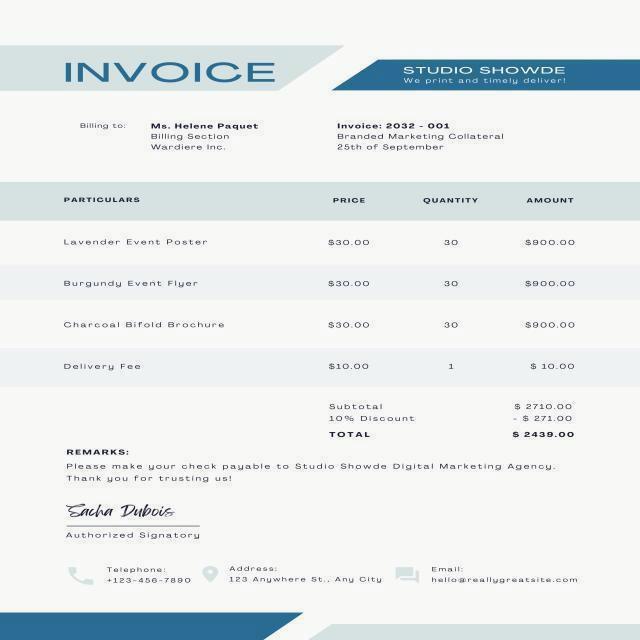 INVOICE
STUDIO SHOWDE
We print and timely deliver!
Billing to:
Ms. Helene Paquet
Billing Section
Wardiere Inc.
Invoice: 2032 - 001
Branded Marketing Collateral
25th of September
PARTICULARS PRICE QUANTITY AMOUNT
Lavender Event Poster $30.00 30 $900.00
Burgundy Event Flyer $30.00 30 $900.00
Charcoal Bifold Brochure $30.00 30 $900.00
Delivery Fee $10.00 1 $ 10.00
Subtotal $ 2710.00
10% Discount - $ 271.00
TOTAL $ 2439.00
REMARKS:
Please make your check payable to Studio Showde Digital Marketing Agency.
Thank you for trusting us!
Sacha Dubois
Authorized Signatory
Telephone:
+123-456-7890
Address:
123 Anywhere St., Any City
Email:
hello@reallygreatsite.com